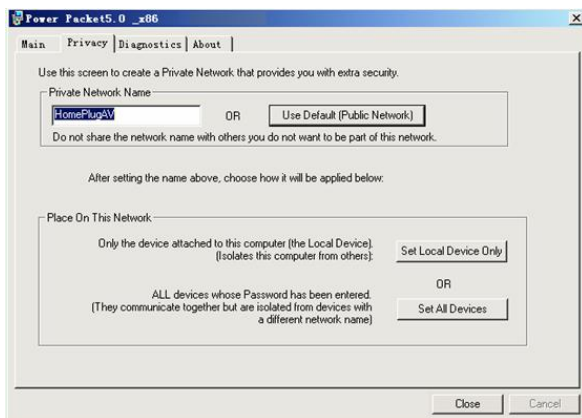 Power Packet5.0 _x86
Main Privacy Diagnostics About
Use this screen to create a Private Network that provides you with extra security.
Private Network Name
HomePlugAV OR Use Default (Public Network)
Do not share the network name with others you do not want to be part of this network.
After setting the name above, choose how it will be applied below:
Place On This Network
Only the device attached to this computer (the Local Device).
(Isolates this computer from others): Set Local Device Only
OR
ALL devices whose Password has been entered.
(They communicate together but are isolated from devices with
a different network name) Set All Devices
Close Cancel